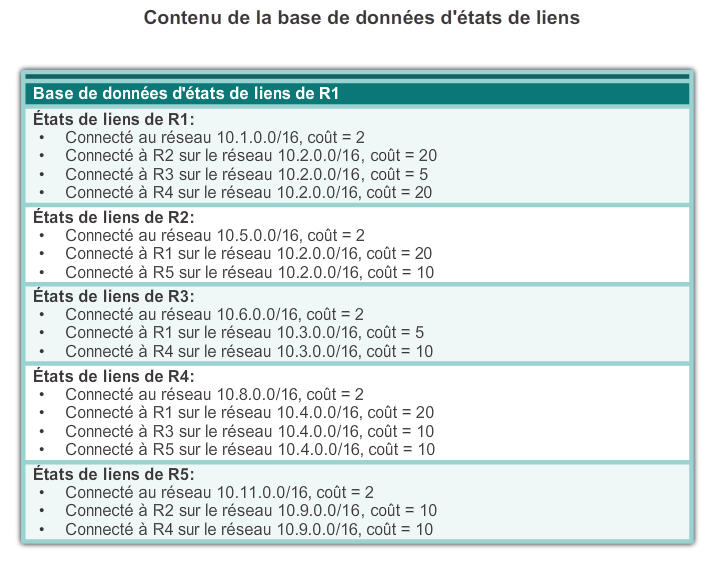 Contenu de la base de données d'états de liens
Base de données d'états de liens de R1
États de liens de R1:
• Connecté au réseau 10.1.0.0/16, coût = 2
• Connecté à R2 sur le réseau 10.2.0.0/16, coût = 20
• Connecté à R3 sur le réseau 10.2.0.0/16, coût = 5
• Connecté à R4 sur le réseau 10.2.0.0/16, coût = 20
États de liens de R2:
• Connecté au réseau 10.5.0.0/16, coût = 2
• Connecté à R1 sur le réseau 10.2.0.0/16, coût = 20
• Connecté à R5 sur le réseau 10.2.0.0/16, coût = 10
États de liens de R3:
• Connecté au réseau 10.6.0.0/16, coût = 2
• Connecté à R1 sur le réseau 10.3.0.0/16, coût = 5
• Connecté à R4 sur le réseau 10.3.0.0/16, coût = 10
États de liens de R4:
• Connecté au réseau 10.8.0.0/16, coût = 2
• Connecté à R1 sur le réseau 10.4.0.0/16, coût = 20
• Connecté à R3 sur le réseau 10.4.0.0/16, coût = 10
• Connecté à R5 sur le réseau 10.4.0.0/16, coût = 10
États de liens de R5:
• Connecté au réseau 10.11.0.0/16, coût = 2
• Connecté à R2 sur le réseau 10.9.0.0/16, coût = 10
• Connecté à R4 sur le réseau 10.9.0.0/16, coût = 10